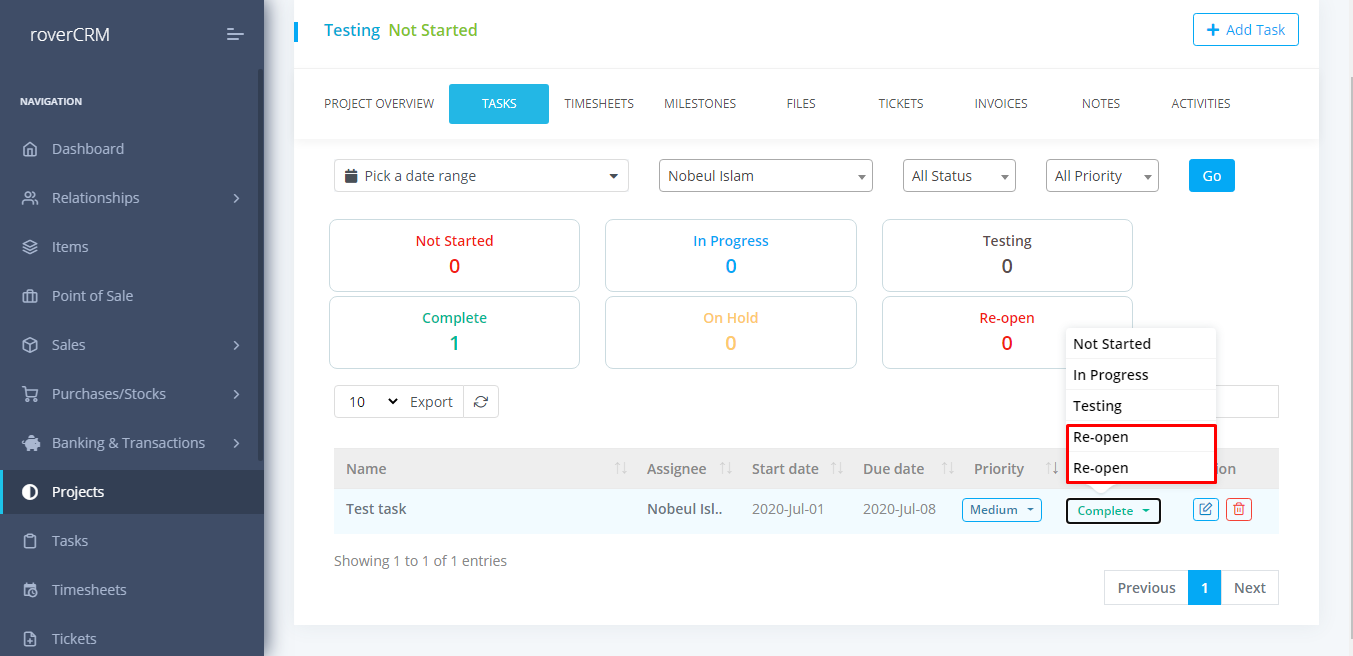 roverCRM
NAVIGATION
Dashboard
Relationships
Items
Point of Sale
Sales
Purchases/Stocks
Banking & Transactions
Projects
Tasks
Timesheets
Tickets
Testing Not Started
Add Task
PROJECT OVERVIEW TASKS TIMESHEETS MILESTONES FILES TICKETS INVOICES NOTES ACTIVITIES
Pick a date range Nobeul Islam All Status All Priority Go
Not Started In Progress Testing
0 0 0
Complete On Hold Re-open
1 0 0
Not Started
In Progress
Testing
Re-open
Re-open
10 Export
Name Assignee Start date Due date Priority
Test task Nobeul Isl.. 2020-Jul-01 2020-Jul-08 Medium Complete
Showing 1 to 1 of 1 entries
Previous 1 Next